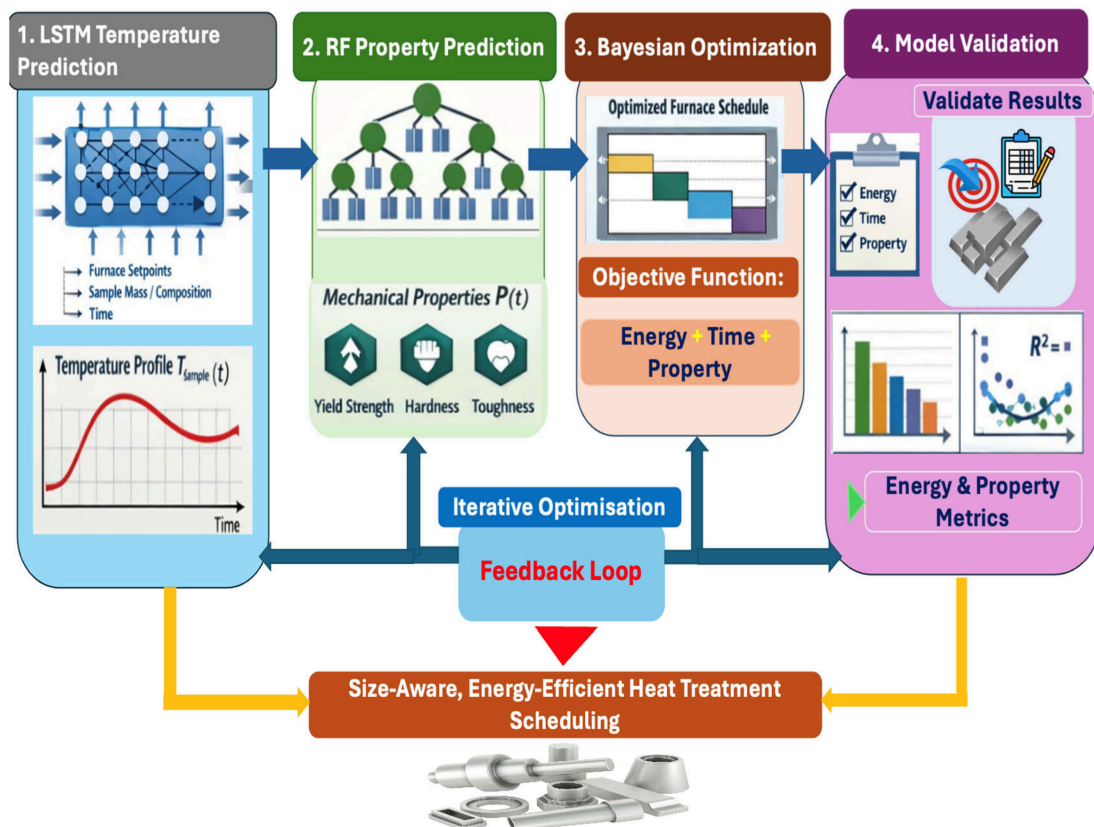 1. LSTM Temperature
Prediction
Furnace Setpoints
Sample Mass / Composition
Time
Temperature Profile T_Sample (t)
Time
2. RF Property Prediction
Mechanical Properties P(t)
Yield Strength
Hardness
Toughness
3. Bayesian Optimization
Optimized Furnace Schedule
Objective Function:
Energy + Time +
Property
4. Model Validation
Validate Results
Energy
Time
Property
R² =
Energy & Property
Metrics
Iterative Optimisation
Feedback Loop
Size-Aware, Energy-Efficient Heat Treatment
Scheduling